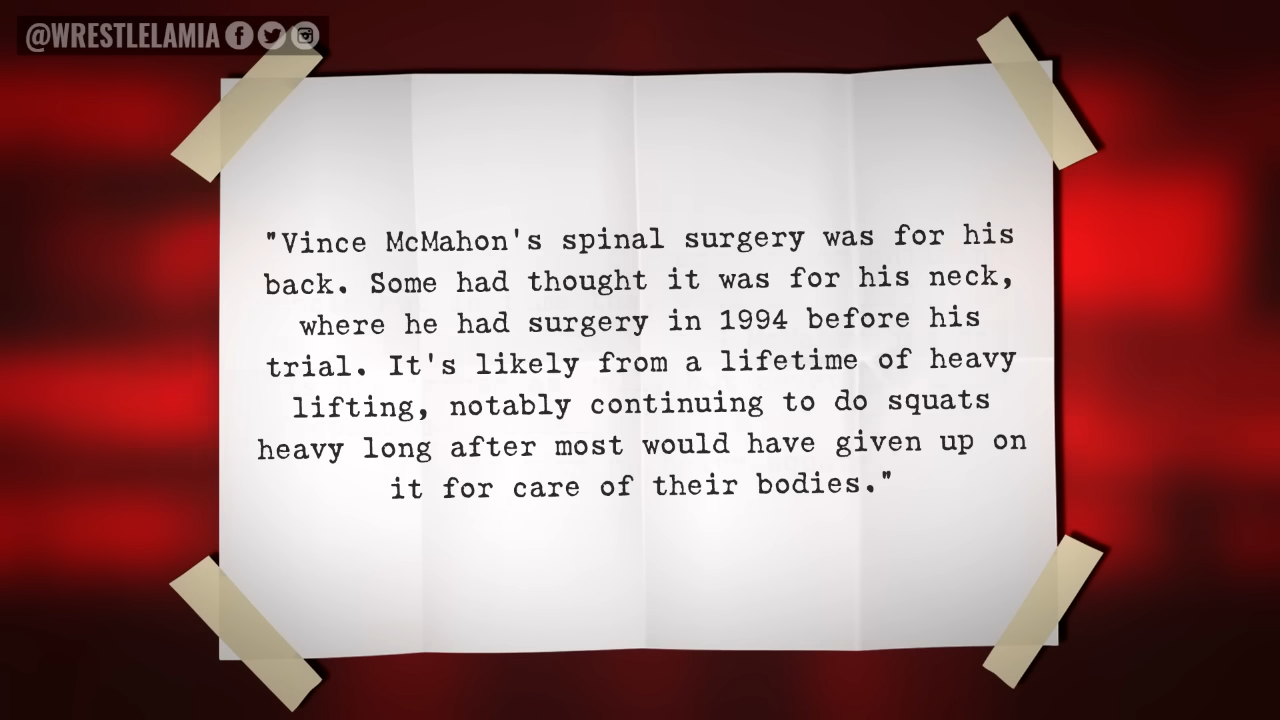 @WRESTLELAMIA
"Vince McMahon's spinal surgery was for his
back. Some had thought it was for his neck,
where he had surgery in 1994 before his
trial. It's likely from a lifetime of heavy
lifting, notably continuing to do squats
heavy long after most would have given up on
it for care of their bodies."